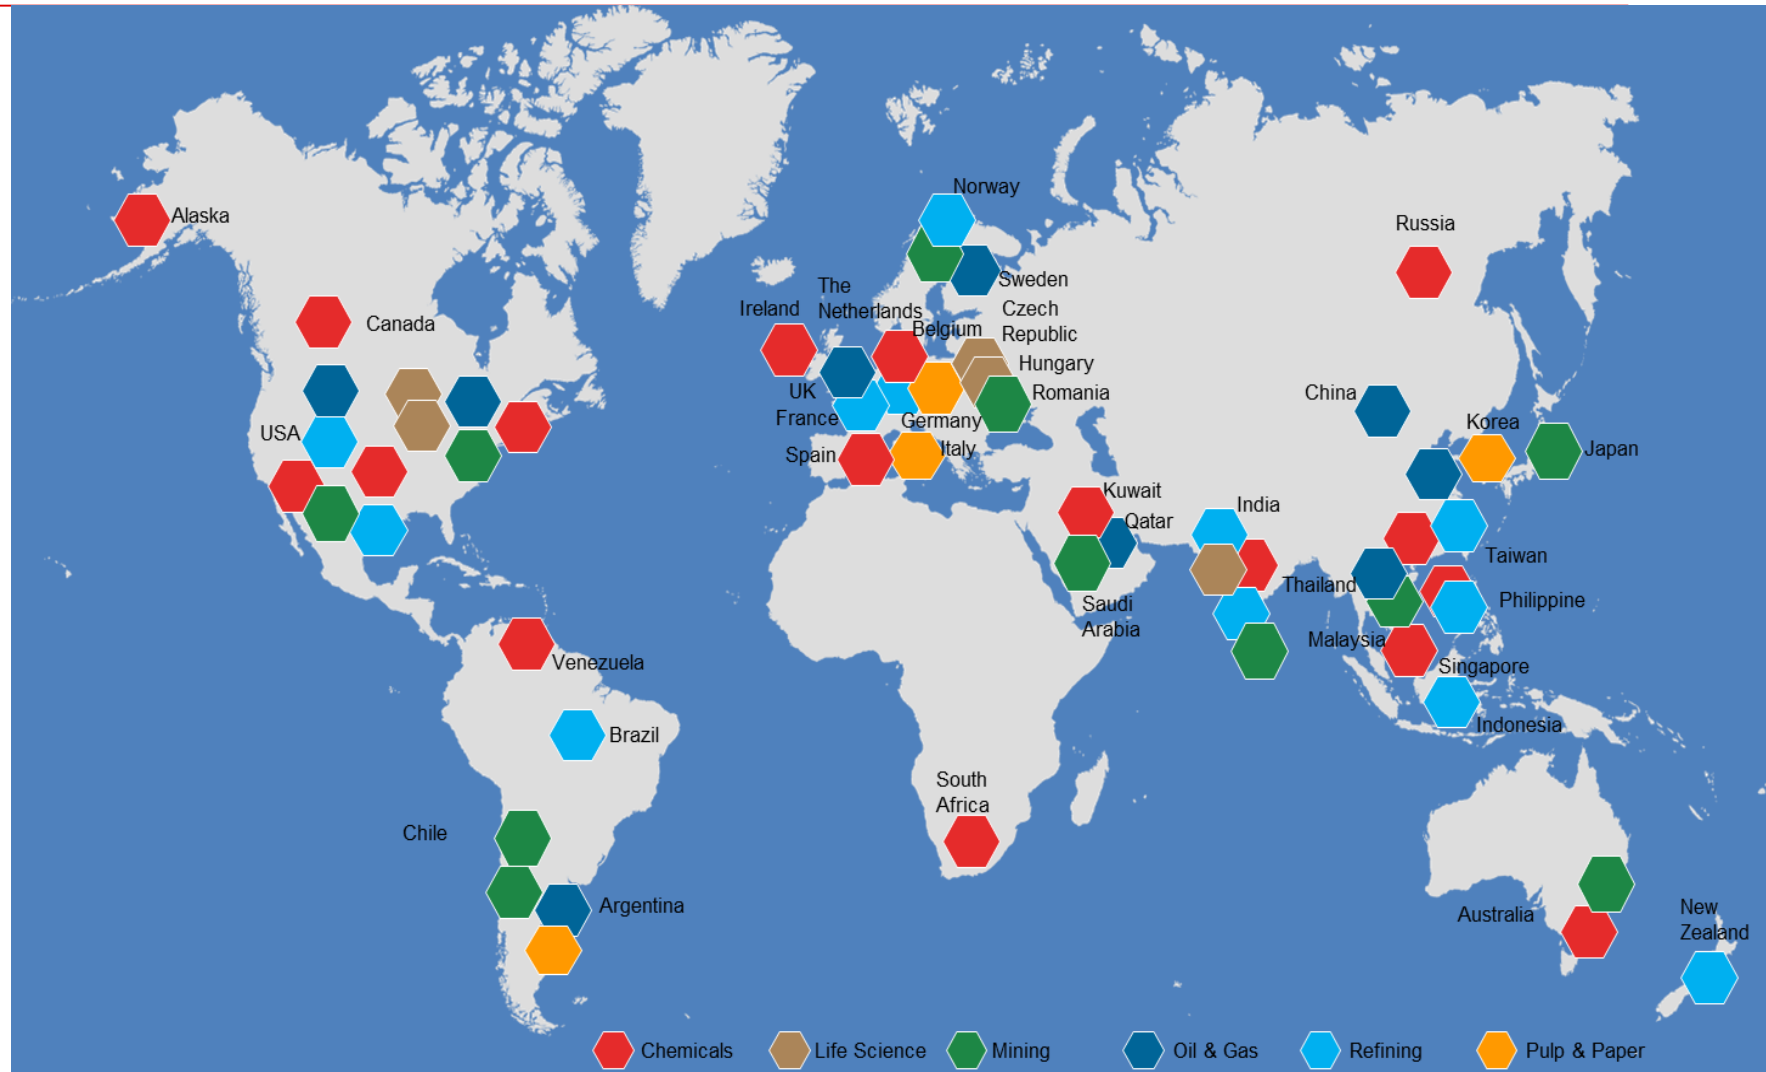 Norway
Alaska
Russia
Sweden
The
Netherlands
Ireland
Czech
Republic
Canada
Belgium
Hungary
UK
Romania
China
France
Germany
Korea
USA
Spain
Italy
Japan
Kuwait
India
Qatar
Taiwan
Thailand
Philippine
Saudi
Arabia
Malaysia
Venezuela
Singapore
Indonesia
Brazil
South
Africa
Chile
Argentina
Australia
New
Zealand
Chemicals
Life Science
Mining
Oil & Gas
Refining
Pulp & Paper